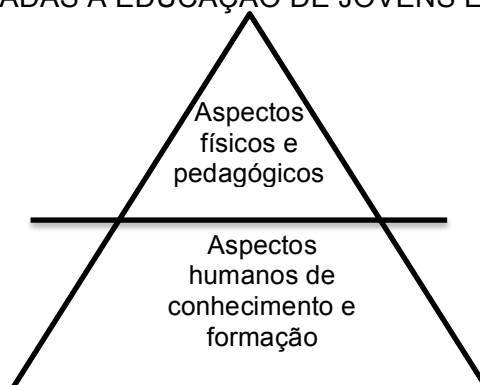 A EDUCAÇÃO DE JOVENS E
Aspectos
físicos e
pedagógicos
Aspectos
humanos de
conhecimento e
formação